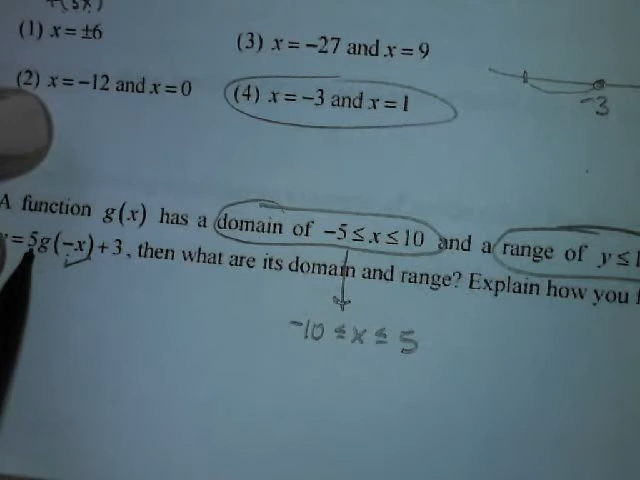 (1) x = ±6
(3) x = −27 and x = 9
(2) x = −12 and x = 0
(4) x = −3 and x = 1
-3
A function g(x) has a domain of −5 ≤ x ≤ 10 and a range of y ≤
= 5g(−x) + 3, then what are its domain and range? Explain how you
-10 ≤ x ≤ 5